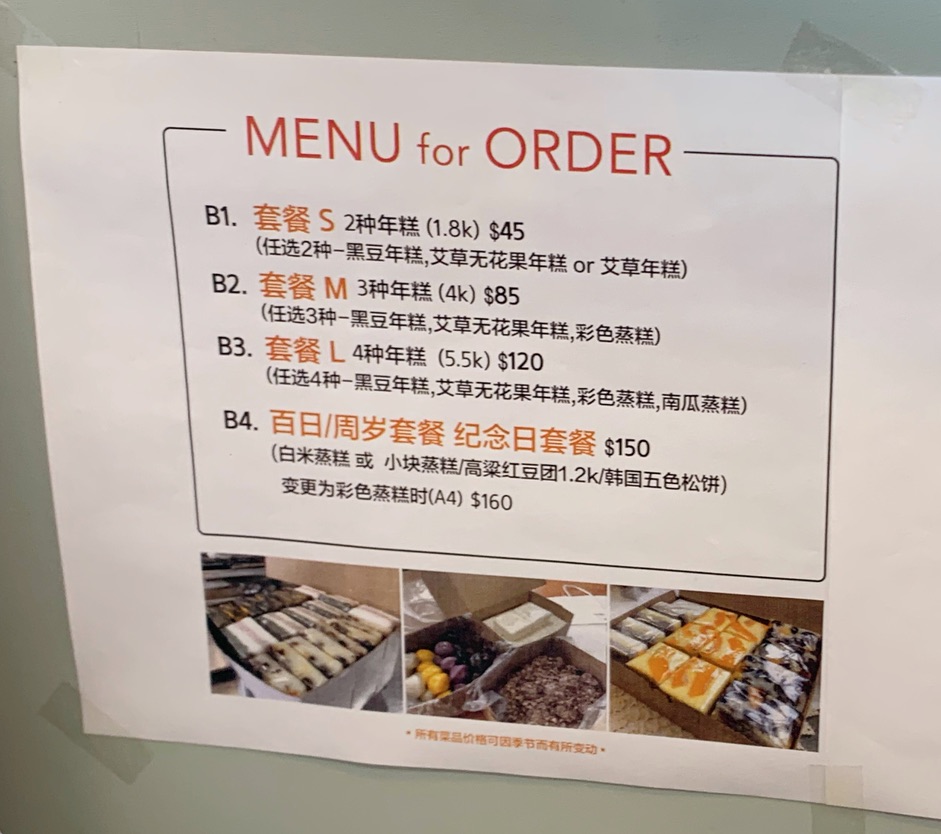 MENU for ORDER
B1. 套餐 S 2种年糕 (1.8k) $45
(任选2种-黑豆年糕,艾草无花果年糕 or 艾草年糕)
B2. 套餐 M 3种年糕 (4k) $85
(任选3种-黑豆年糕,艾草无花果年糕,彩色蒸糕)
B3. 套餐 L 4种年糕 (5.5k) $120
(任选4种-黑豆年糕,艾草无花果年糕,彩色蒸糕,南瓜蒸糕)
B4. 百日/周岁套餐 纪念日套餐 $150
(白米蒸糕 或 小块蒸糕/高粱红豆团1.2k/韩国五色松饼)
变更为彩色蒸糕时(A4) $160
* 所有菜品价格可因季节而有所变动 *